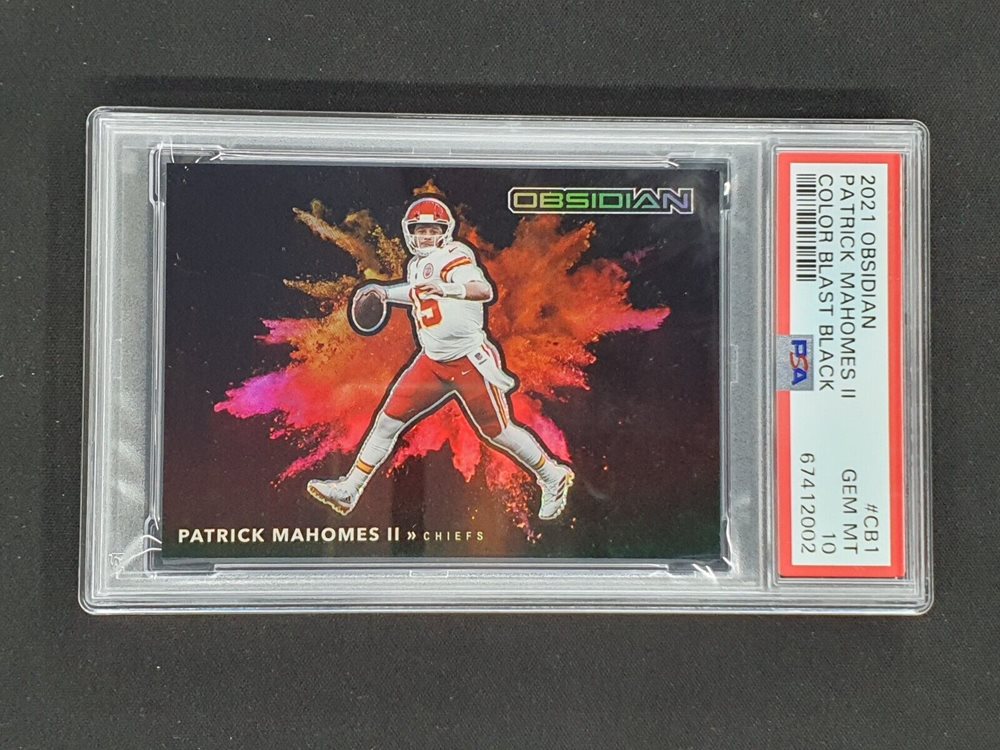 OBSIDIAN
15
PATRICK MAHOMES II » CHIEFS
2021 OBSIDIAN #CB1
PATRICK MAHOMES II GEM MT
COLOR BLAST BLACK 10
PSA 67412002